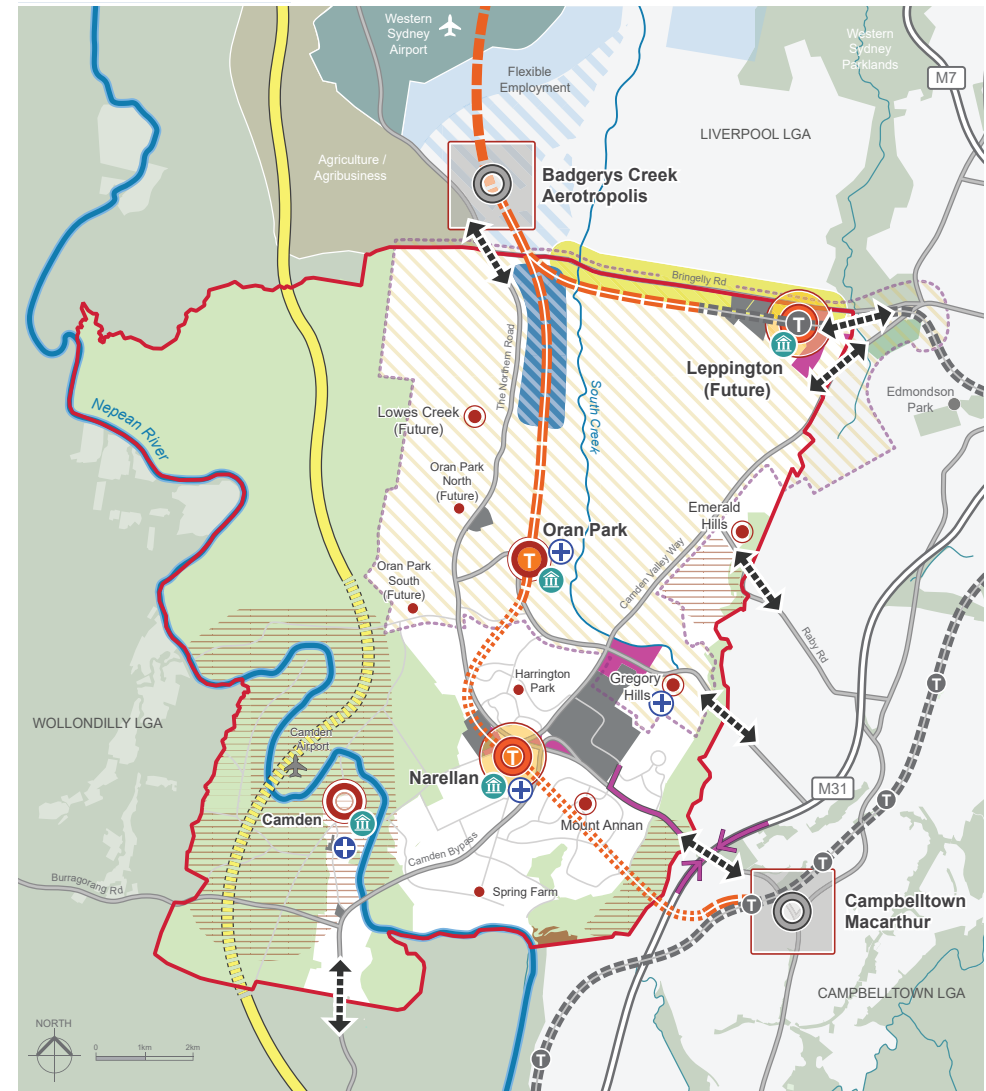 Western
Sydney
Airport
Western
Sydney
Parklands
M7
Flexible
Employment
LIVERPOOL LGA
Agriculture /
Agribusiness
Badgerys Creek
Aerotropolis
Bringelly Rd
T
Leppington
(Future)
The Northern Road
South Creek
Edmondson
Park
Nepean River
Lowes Creek
(Future)
Oran Park
North
(Future)
Emerald
Hills
Oran Park
T
Camden Valley Way
Oran Park
South
(Future)
Raby Rd
Harrington
Park
Gregory
Hills
T
WOLLONDILLY LGA
Camden
Airport
T
Narellan
M31
T
Camden
Mount Annan
T
Camden Bypass
Burragorang Rd
Spring Farm
T
Campbelltown
Macarthur
CAMPBELLTOWN LGA
NORTH
0 1km 2km
T